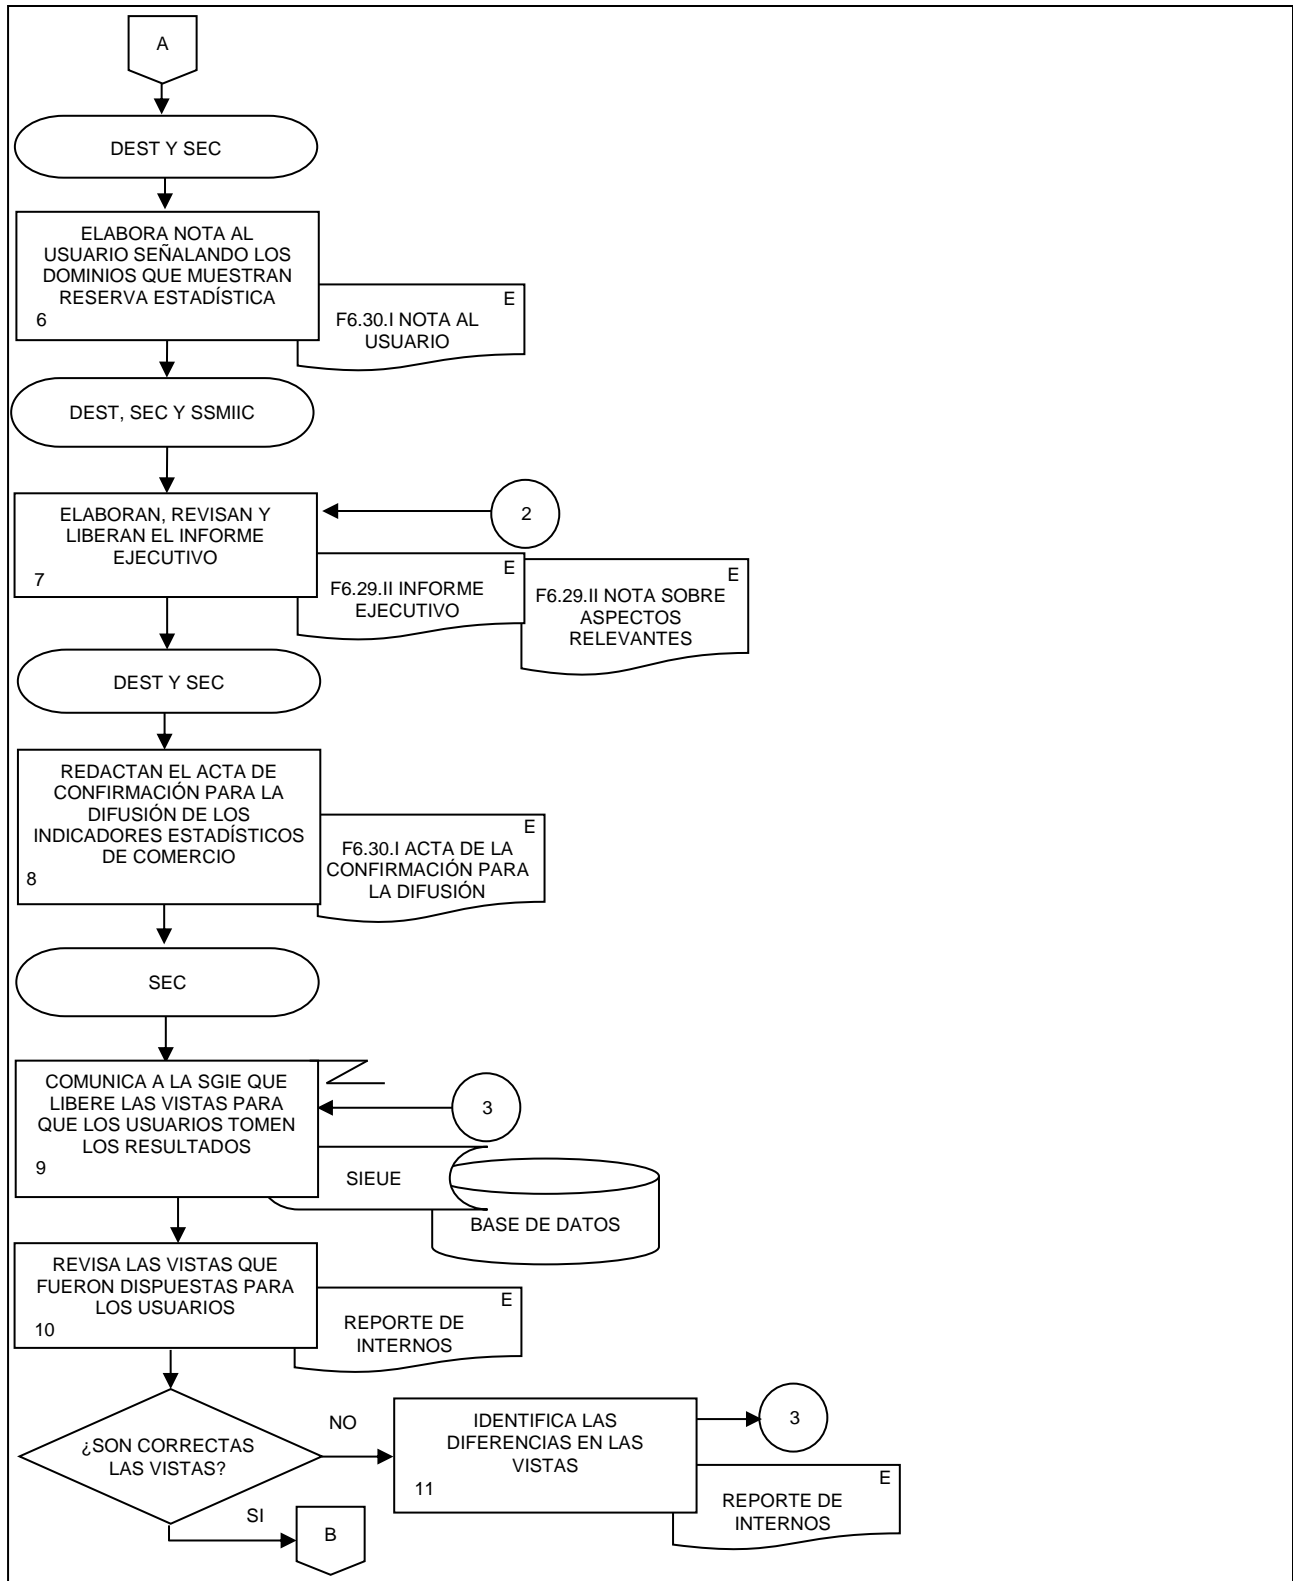 A
DEST Y SEC
ELABORA NOTA AL
USUARIO SEÑALANDO LOS
DOMINIOS QUE MUESTRAN
RESERVA ESTADÍSTICA
6
E
F6.30.I NOTA AL
USUARIO
DEST, SEC Y SSMIIC
ELABORAN, REVISAN Y
LIBERAN EL INFORME
EJECUTIVO
7
2
E
F6.29.II INFORME
EJECUTIVO
E
F6.29.II NOTA SOBRE
ASPECTOS
RELEVANTES
DEST Y SEC
REDACTAN EL ACTA DE
CONFIRMACIÓN PARA LA
DIFUSIÓN DE LOS
INDICADORES ESTADÍSTICOS
DE COMERCIO
8
E
F6.30.I ACTA DE LA
CONFIRMACIÓN PARA
LA DIFUSIÓN
SEC
COMUNICA A LA SGIE QUE
LIBERE LAS VISTAS PARA
QUE LOS USUARIOS TOMEN
LOS RESULTADOS
9
3
SIEUE
BASE DE DATOS
REVISA LAS VISTAS QUE
FUERON DISPUESTAS PARA
LOS USUARIOS
10
E
REPORTE DE
INTERNOS
¿SON CORRECTAS
LAS VISTAS?
NO
IDENTIFICA LAS
DIFERENCIAS EN LAS
VISTAS
11
3
E
REPORTE DE
INTERNOS
SI
B